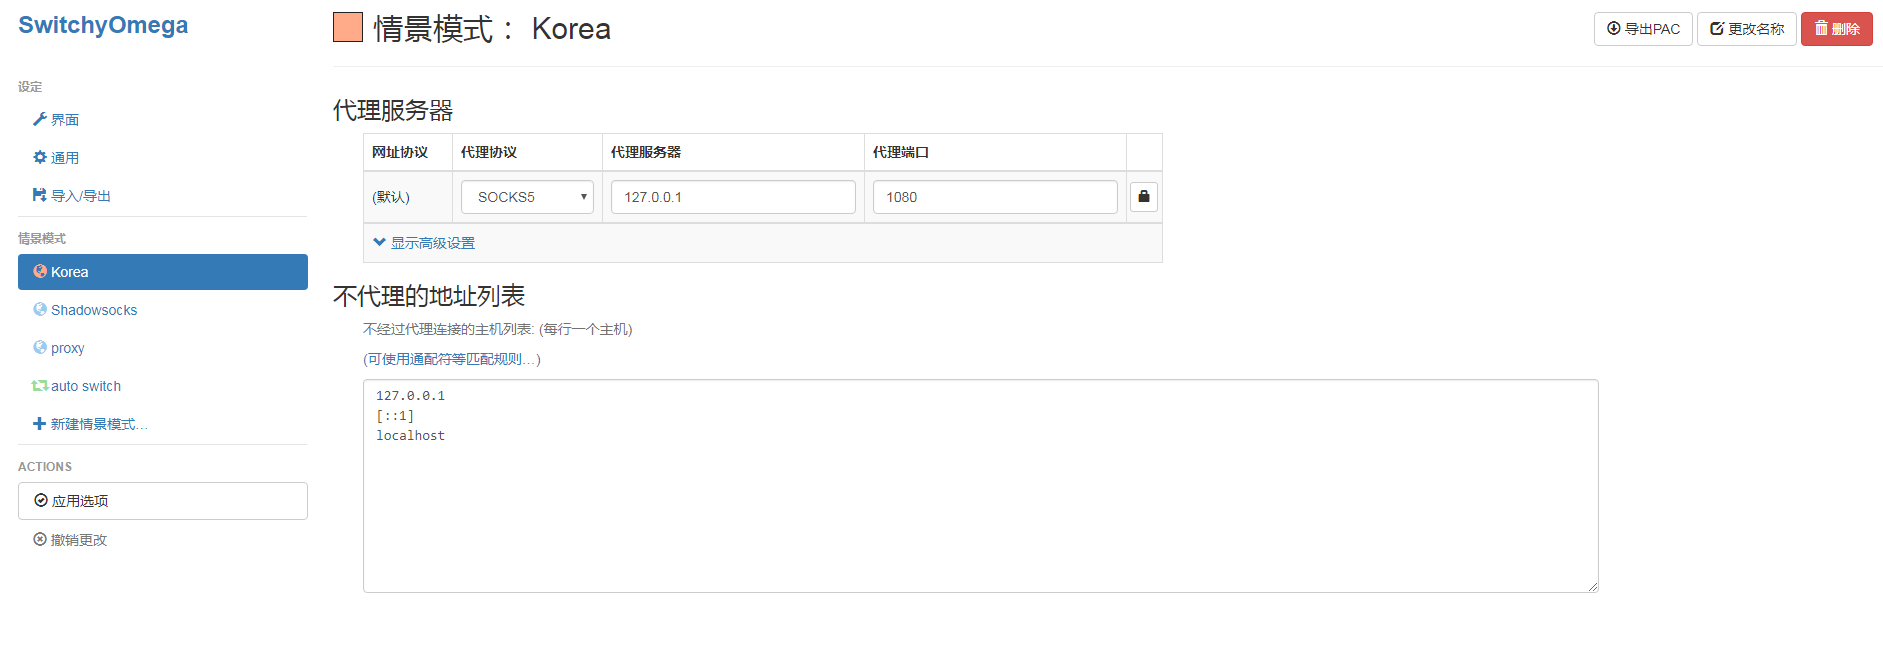 SwitchyOmega
设定
界面
通用
导入/导出
情景模式
Korea
Shadowsocks
proxy
auto switch
新建情景模式...
ACTIONS
应用选项
撤销更改
情景模式： Korea
导出PAC
更改名称
删除
代理服务器
网址协议 代理协议 代理服务器 代理端口
(默认) SOCKS5 127.0.0.1 1080
显示高级设置
不代理的地址列表
不经过代理连接的主机列表: (每行一个主机)
(可使用通配符等匹配规则...)
127.0.0.1
[::1]
localhost